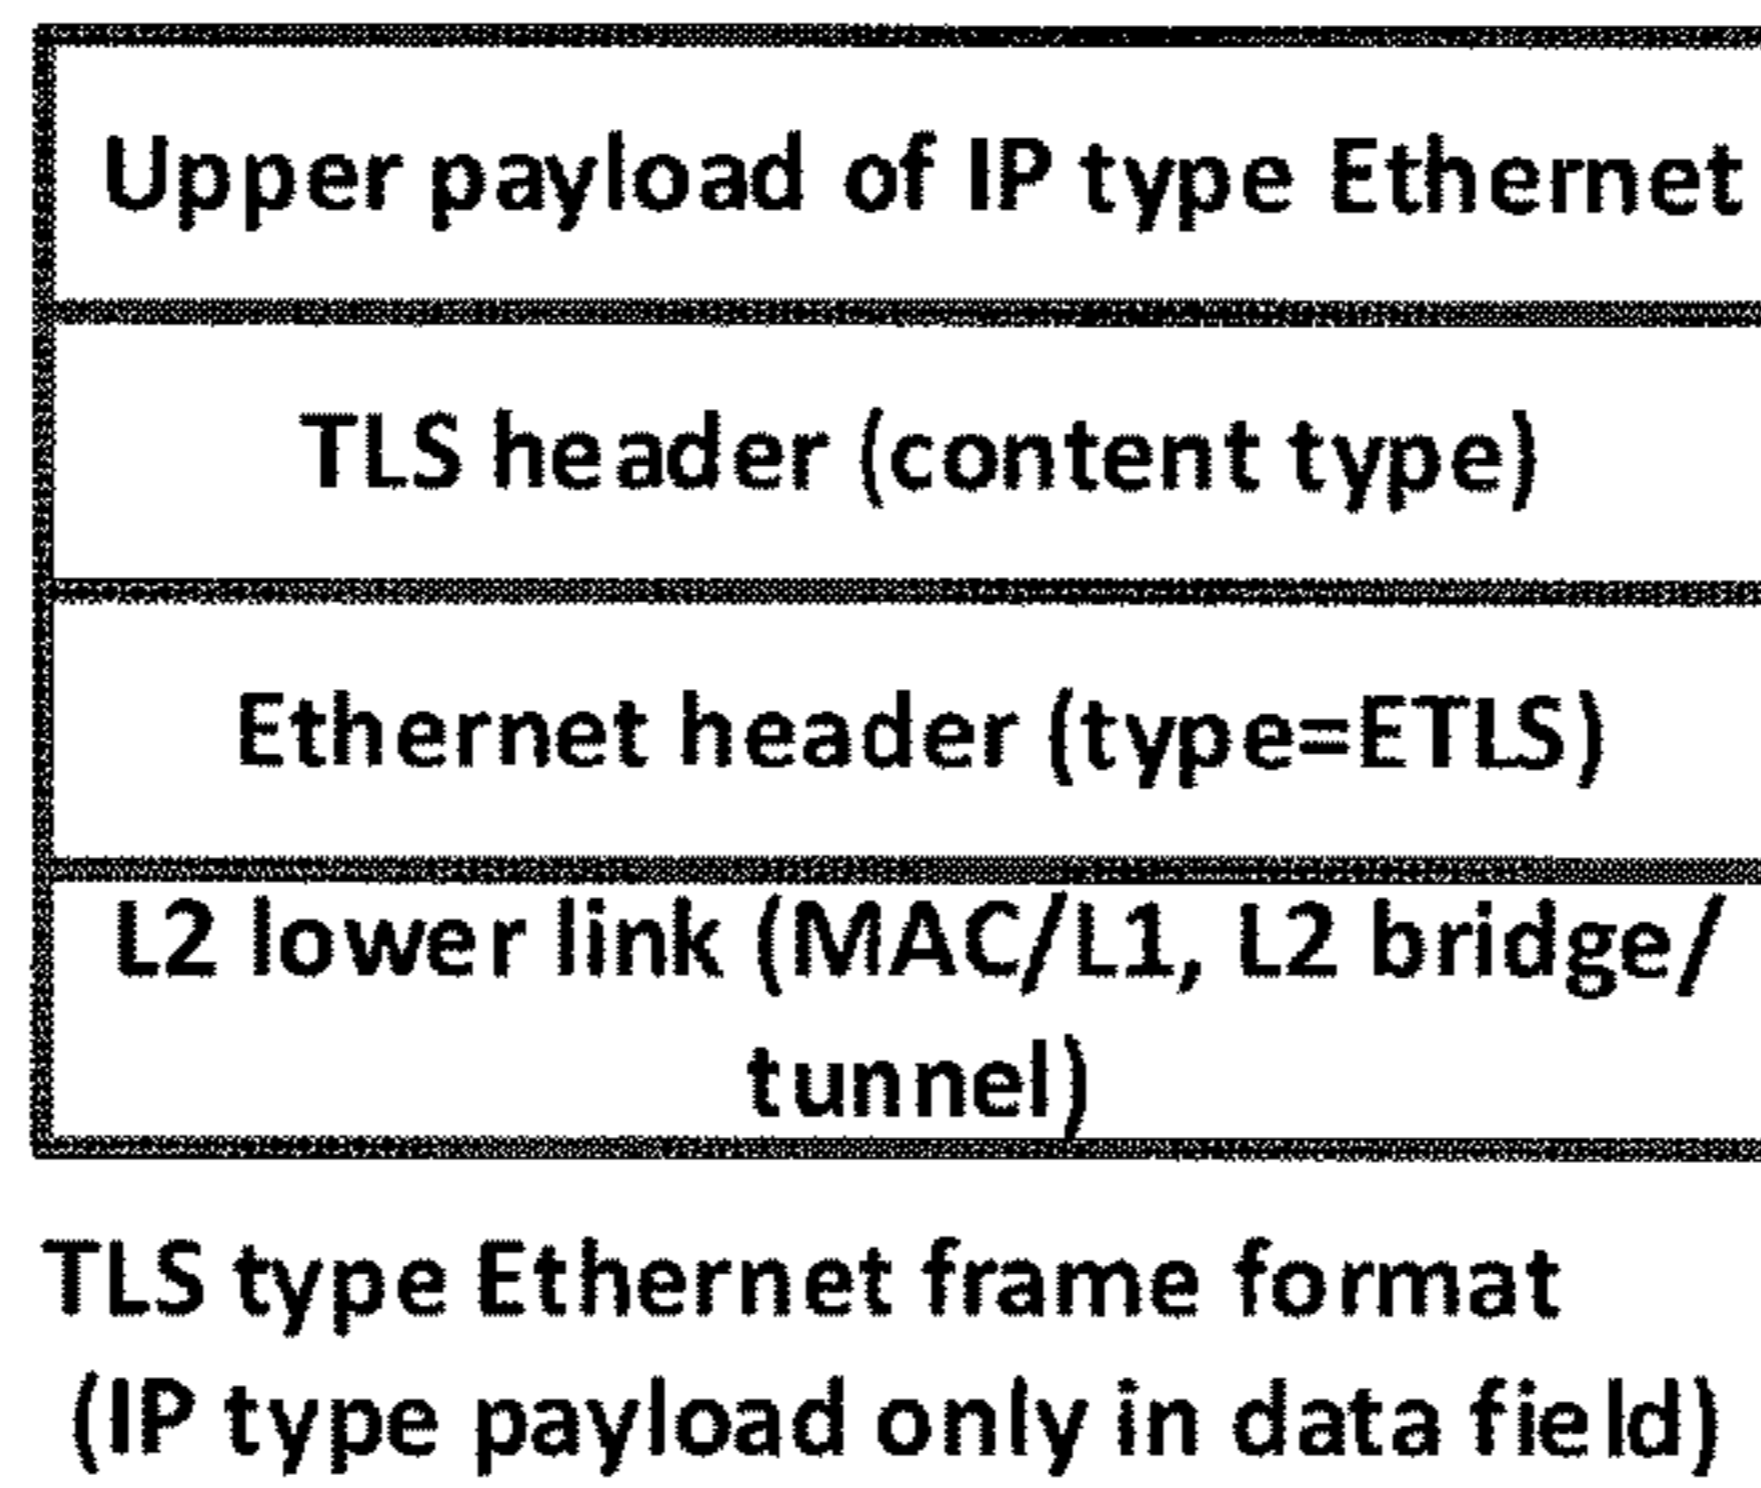 Upper payload of IP type Ethernet
TLS header (content type)
Ethernet header (type=ETLS)
L2 lower link (MAC/L1, L2 bridge/
tunnel)
TLS type Ethernet frame format
(IP type payload only in data field)